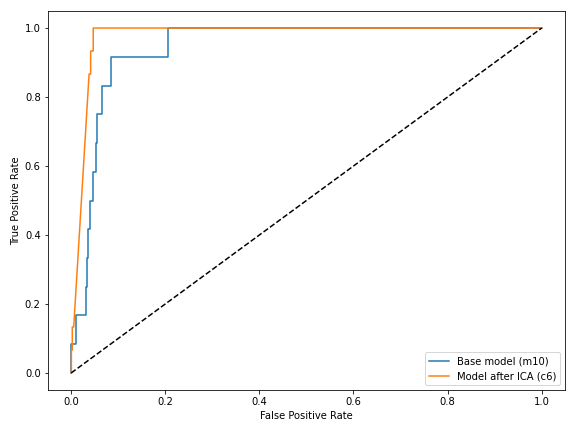 1.0
0.8
0.6
0.4
0.2
0.0
True Positive Rate
0.0 0.2 0.4 0.6 0.8 1.0
False Positive Rate
Base model (m10)
Model after ICA (c6)